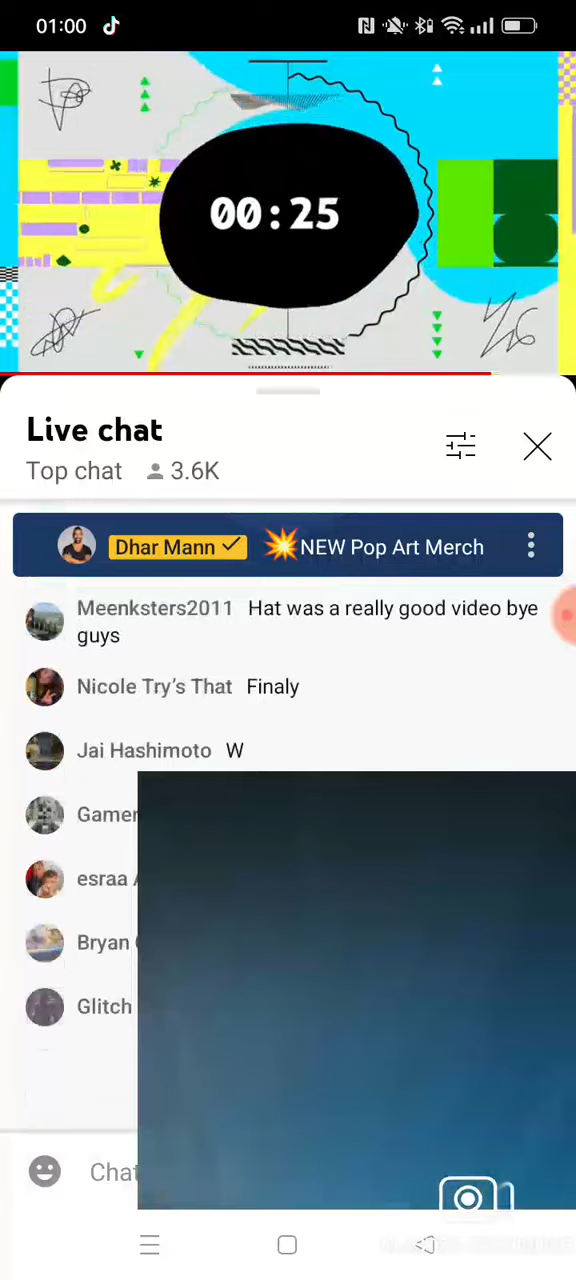 01:00
00:25
Live chat
Top chat 3.6K
Dhar Mann NEW Pop Art Merch
Meenksters2011 Hat was a really good video bye
guys
Nicole Try's That Finaly
Jai Hashimoto W
Gamer
esraa
Bryan
Glitch
Chat